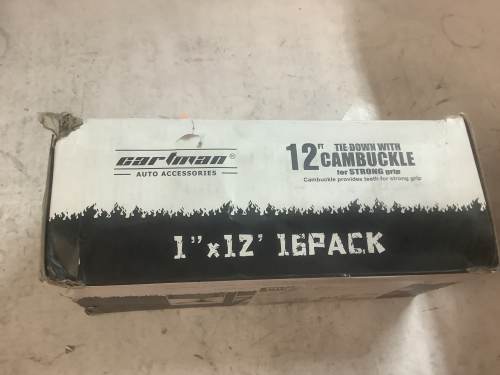 cartman®
AUTO ACCESSORIES
12FT TIE DOWN WITH
CAMBUCKLE
for STRONG grip
Cambuckle provides teeth for strong grip
1"x12' 16PACK